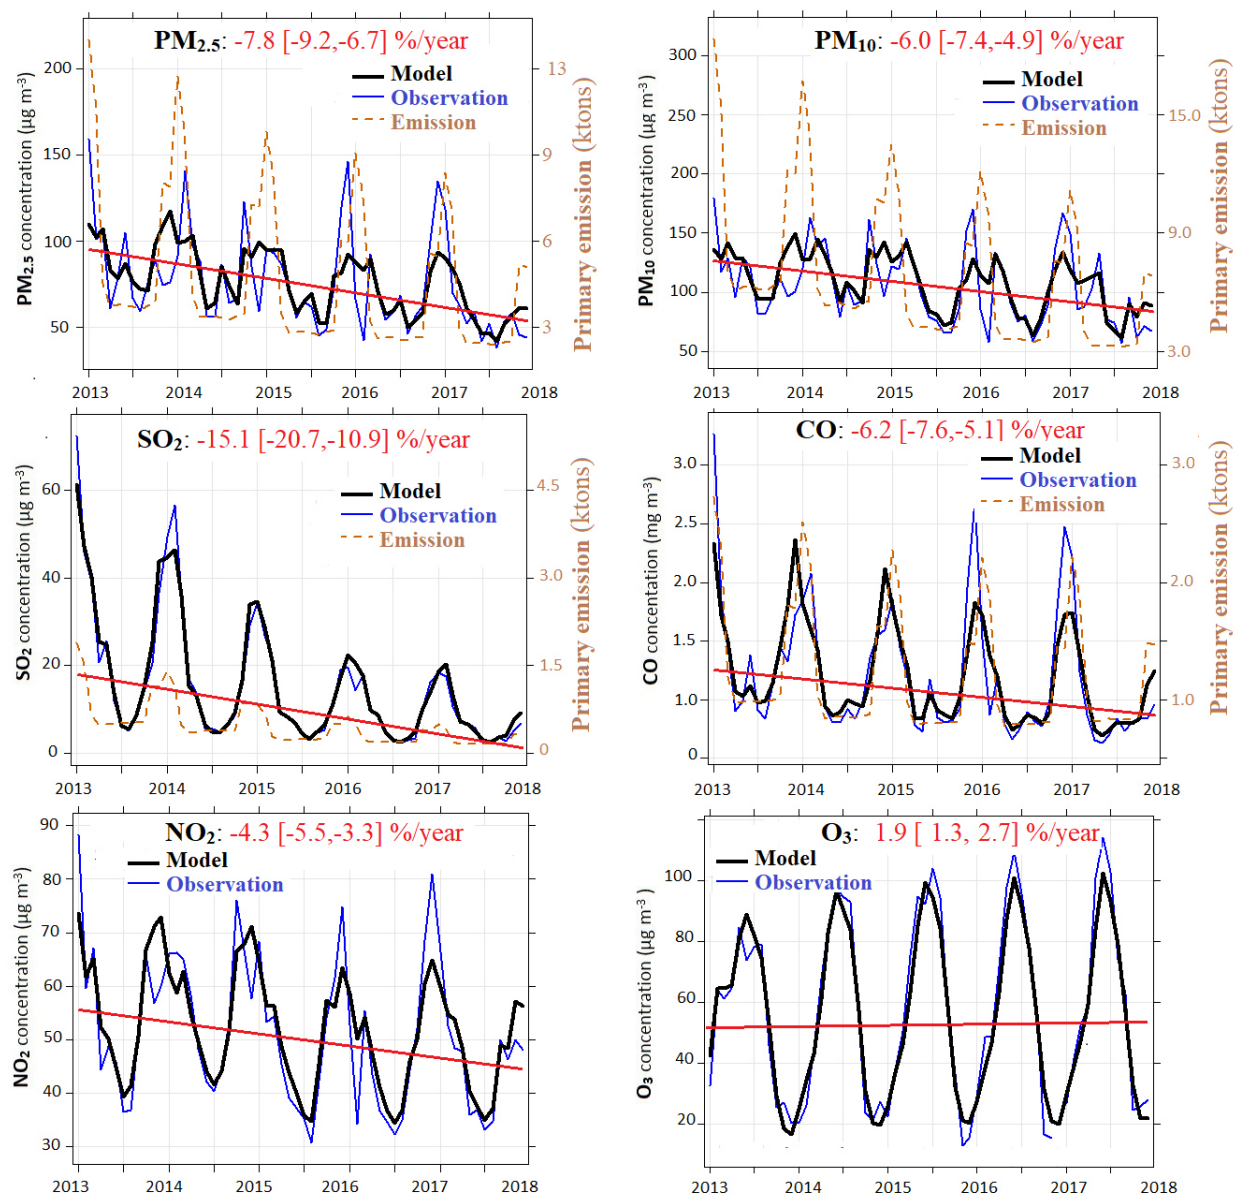 PM2.5: -7.8 [-9.2,-6.7] %/year
Model
Observation
Emission
PM2.5 concentration (µg m-3)
200
150
100
50
13
9
6
3
Primary emission (ktons)
2013 2014 2015 2016 2017 2018
PM10: -6.0 [-7.4,-4.9] %/year
Model
Observation
Emission
PM10 concentration (µg m-3)
300
250
200
150
100
50
15.0
9.0
3.0
Primary emission (ktons)
2013 2014 2015 2016 2017 2018
SO2: -15.1 [-20.7,-10.9] %/year
Model
Observation
Emission
SO2 concentration (µg m-3)
60
40
20
0
4.5
3.0
1.5
0
Primary emission (ktons)
2013 2014 2015 2016 2017 2018
CO: -6.2 [-7.6,-5.1] %/year
Model
Observation
Emission
CO concentation (mg m-3)
3.0
2.5
2.0
1.5
1.0
0
3.0
2.0
1.0
Primary emission (ktons)
2013 2014 2015 2016 2017 2018
NO2: -4.3 [-5.5,-3.3] %/year
Model
Observation
NO2 concentration (µg m-3)
90
80
70
60
50
40
30
2013 2014 2015 2016 2017 2018
O3: 1.9 [ 1.3, 2.7] %/year
Model
Observation
O3 concentration (µg m-3)
100
80
60
40
20
2013 2014 2015 2016 2017 2018